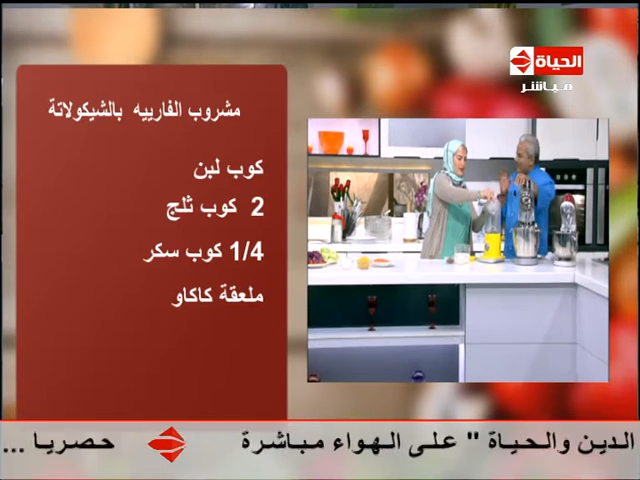 الحياة
مباشر
مشروب الفارييه بالشيكولاتة
كوب لبن
2 كوب ثلج
1/4 كوب سكر
ملعقة كاكاو
الدين والحياة " على الهواء مباشرة
حصريا ...